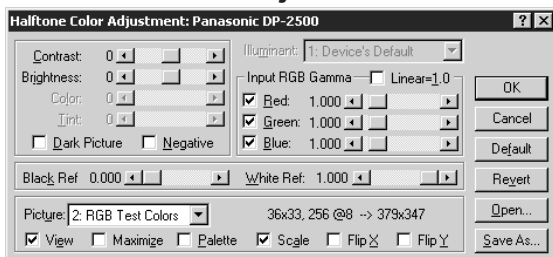 Halftone Color Adjustment: Panasonic DP-2500
Contrast: 0
Brightness: 0
Color: 0
Tint: 0
Dark Picture Negative
Illuminant: 1: Device's Default
Input RGB Gamma Linear=1.0
Red: 1.000
Green: 1.000
Blue: 1.000
Black Ref 0.000 White Ref: 1.000
Picture: 2: RGB Test Colors 36x33, 256 @8 --> 379x347
View Maximize Palette Scale Flip X Flip Y
OK
Cancel
Default
Revert
Open...
Save As...